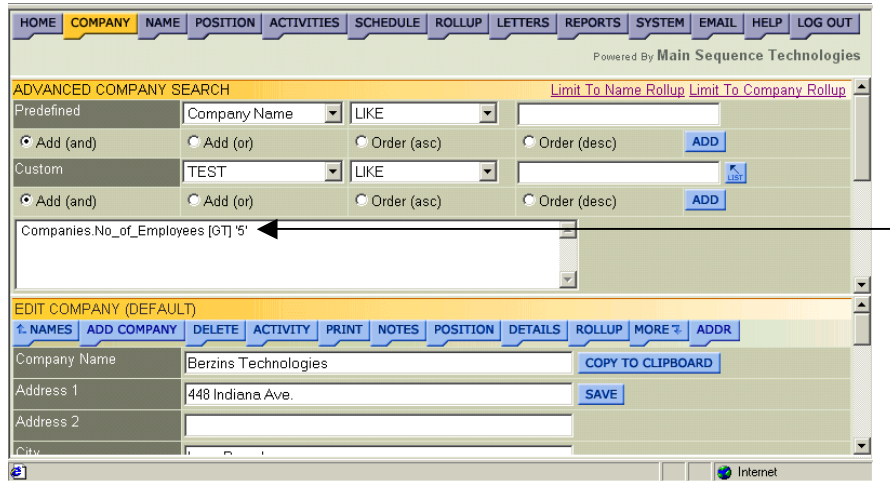 HOME COMPANY NAME POSITION ACTIVITIES SCHEDULE ROLLUP LETTERS REPORTS SYSTEM EMAIL HELP LOG OUT
Powered By Main Sequence Technologies
ADVANCED COMPANY SEARCH Limit To Name Rollup Limit To Company Rollup
Predefined Company Name LIKE
Add (and) Add (or) Order (asc) Order (desc) ADD
Custom TEST LIKE LIST
Add (and) Add (or) Order (asc) Order (desc) ADD
Companies.No_of_Employees [GT] '5'
EDIT COMPANY (DEFAULT)
NAMES ADD COMPANY DELETE ACTIVITY PRINT NOTES POSITION DETAILS ROLLUP MORE ADDR
Company Name Berzins Technologies COPY TO CLIPBOARD
Address 1 448 Indiana Ave. SAVE
Address 2
City
Internet